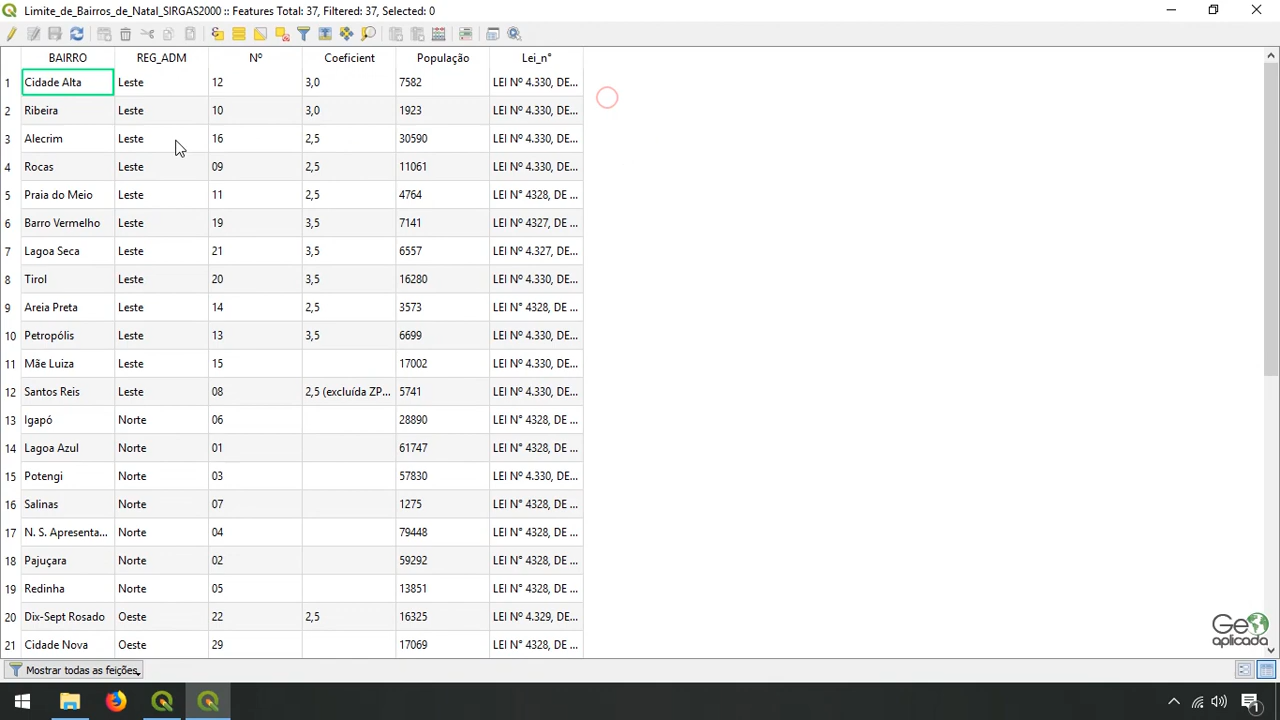 Limite_de_Bairros_de_Natal_SIRGAS2000 :: Features Total: 37, Filtered: 37, Selected: 0
BAIRRO REG_ADM Nº Coeficient População Lei_n°
1 Cidade Alta Leste 12 3,0 7582 LEI Nº 4.330, DE...
2 Ribeira Leste 10 3,0 1923 LEI Nº 4.330, DE...
3 Alecrim Leste 16 2,5 30590 LEI Nº 4.330, DE...
4 Rocas Leste 09 2,5 11061 LEI Nº 4.330, DE...
5 Praia do Meio Leste 11 2,5 4764 LEI N° 4328, DE ...
6 Barro Vermelho Leste 19 3,5 7141 LEI Nº 4327, DE ...
7 Lagoa Seca Leste 21 3,5 6557 LEI Nº 4.327, DE...
8 Tirol Leste 20 3,5 16280 LEI Nº 4.330, DE...
9 Areia Preta Leste 14 2,5 3573 LEI N° 4328, DE ...
10 Petropólis Leste 13 3,5 6699 LEI Nº 4.330, DE...
11 Mãe Luiza Leste 15 17002 LEI Nº 4.330, DE...
12 Santos Reis Leste 08 2,5 (excluída ZP... 5741 LEI Nº 4.330, DE...
13 Igapó Norte 06 28890 LEI N° 4328, DE ...
14 Lagoa Azul Norte 01 61747 LEI N° 4328, DE ...
15 Potengi Norte 03 57830 LEI Nº 4.330, DE...
16 Salinas Norte 07 1275 LEI N° 4328, DE ...
17 N. S. Apresenta... Norte 04 79448 LEI N° 4328, DE ...
18 Pajuçara Norte 02 59292 LEI N° 4328, DE ...
19 Redinha Norte 05 13851 LEI N° 4328, DE ...
20 Dix-Sept Rosado Oeste 22 2,5 16325 LEI Nº 4.329, DE...
21 Cidade Nova Oeste 29 17069 LEI N° 4328, DE ...
Geo
aplicada
Mostrar todas as feições
1